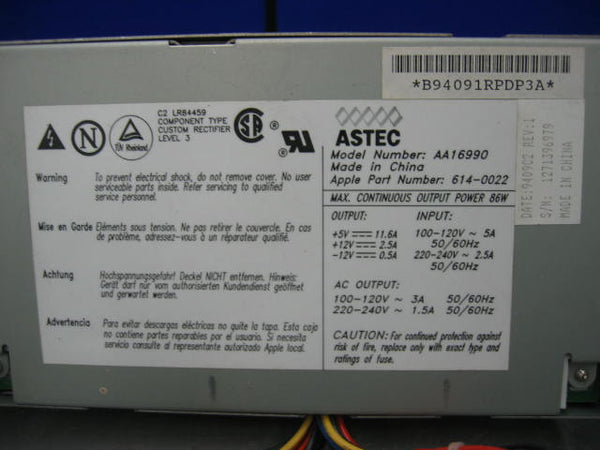 *B94091RPDP3A*
C2 LR84459
COMPONENT TYPE
CUSTOM RECTIFIER
LEVEL 3
N
TÜV Rheinland
SA
ASTEC
Model Number: AA16990
Made in China
Apple Part Number: 614-0022
DATE:940902 REV:1
S/N: 1271396979
MADE IN CHINA
Warning To prevent electrical shock, do not remove cover. No user
serviceable parts inside. Refer servicing to qualified
service personnel.
Mise en Garde Eléments sous tension. Ne pas retirer le couvercle. En cas
de problème, adressez-vous à un réparateur qualifié.
Achtung Hochspannungsgefahr! Deckel NICHT entfernen. Hinweis:
Gerät darf nur vom authorisierten Kundendienst geöffnet
und gerwartet werden.
Advertencia Para evitar descargas eléctricas no quite la tapa. Esta caja
no contiene partes reparables por el usuario. Si necesita
servicio consulte al representante autorizado Apple local.
MAX. CONTINUOUS OUTPUT POWER 86W
OUTPUT: INPUT:
+5V 11.6A 100-120V ~ 5A
+12V 2.5A 50/60Hz
-12V 0.5A 220-240V ~ 2.5A
50/60Hz
AC OUTPUT:
100-120V ~ 3A 50/60Hz
220-240V ~ 1.5A 50/60Hz
CAUTION: For continued protection against
risk of fire, replace only with exact type and
ratings of fuse.